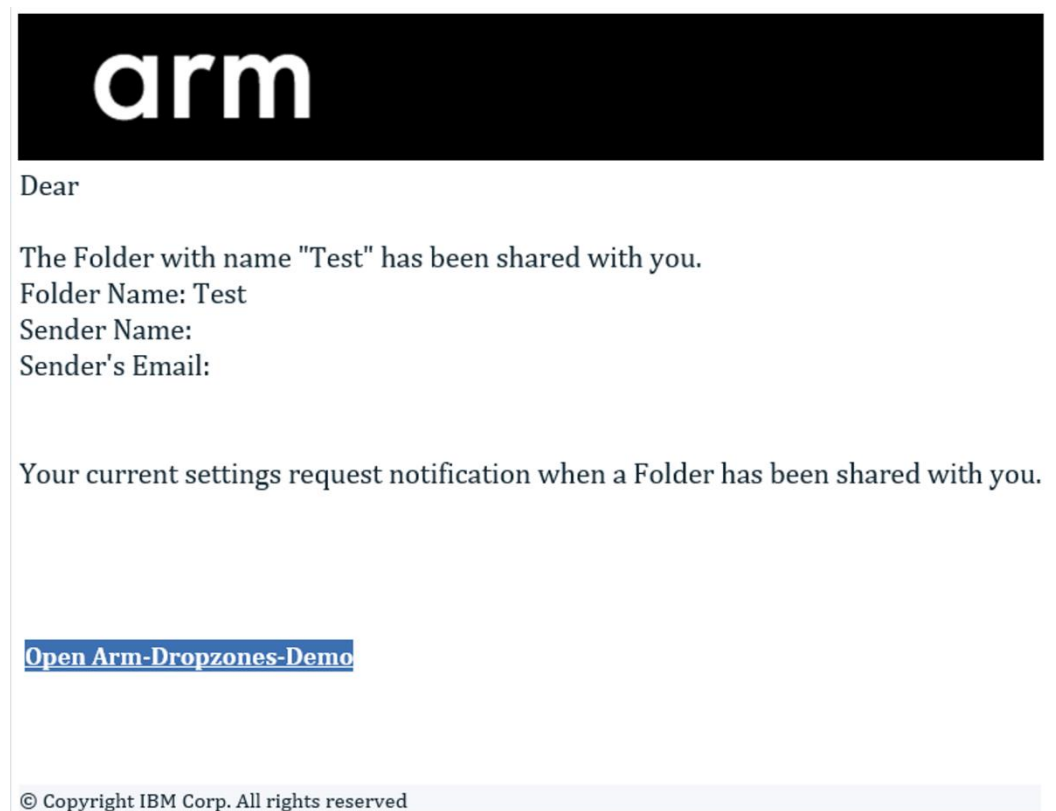 arm
Dear
The Folder with name "Test" has been shared with you.
Folder Name: Test
Sender Name:
Sender's Email:
Your current settings request notification when a Folder has been shared with you.
Open Arm-Dropzones-Demo
© Copyright IBM Corp. All rights reserved